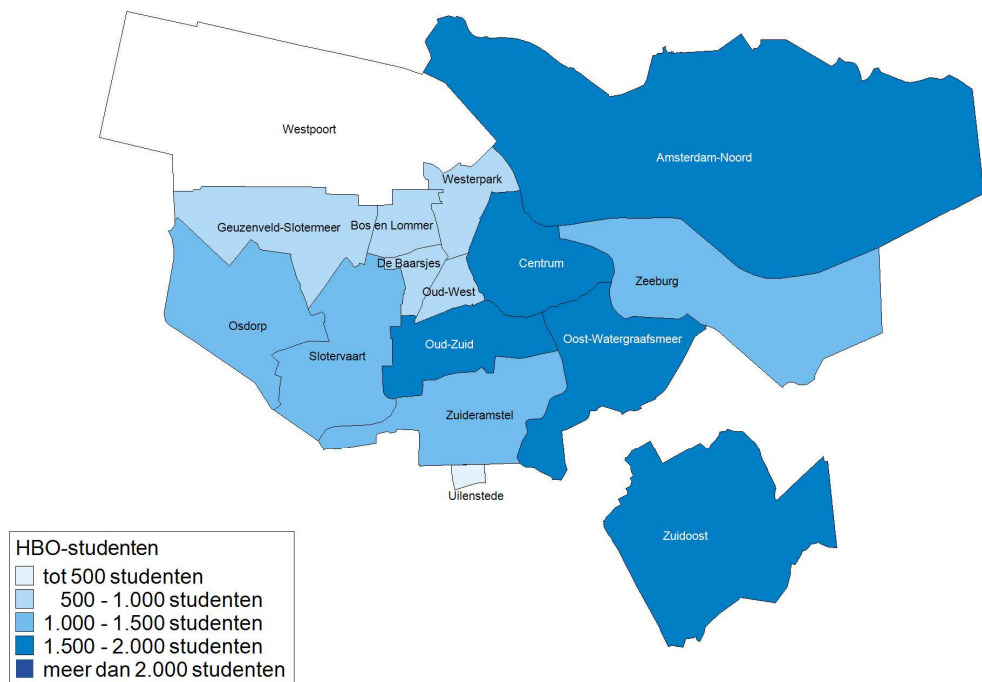 Westpoort
Amsterdam-Noord
Westerpark
Geuzenveld-Slotermeer
Bos en Lommer
De Baarsjes
Centrum
Zeeburg
Oud-West
Osdorp
Slotervaart
Oud-Zuid
Oost-Watergraafsmeer
Zuideramstel
Uilenstede
Zuidoost
HBO-studenten
tot 500 studenten
500 - 1.000 studenten
1.000 - 1.500 studenten
1.500 - 2.000 studenten
meer dan 2.000 studenten